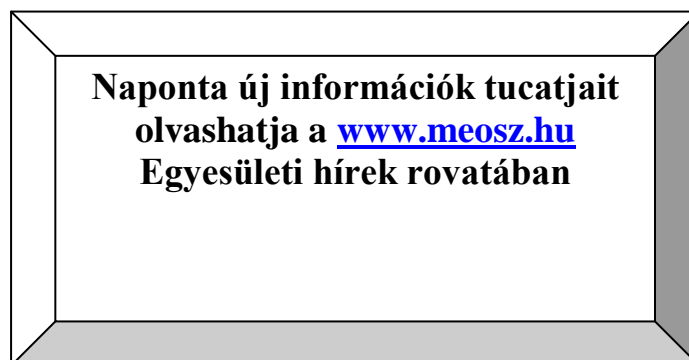 Naponta új információk tucatjait
olvashatja a www.meosz.hu
Egyesületi hírek rovatában